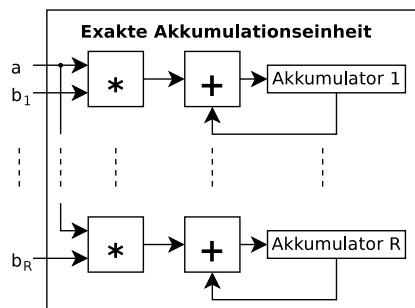 Exakte Akkumulationseinheit
a
b1
* + Akkumulator 1
bR
* + Akkumulator R